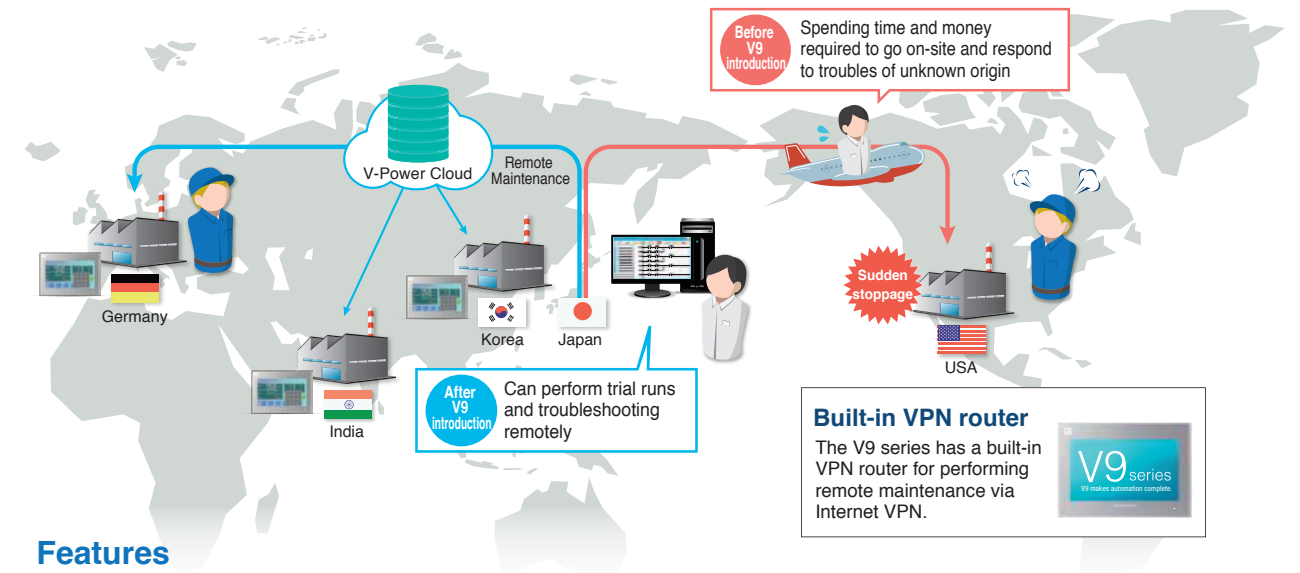 Before
V9
introduction
Spending time and money
required to go on-site and respond
to troubles of unknown origin
V-Power Cloud
Remote
Maintenance
Germany
India
Korea
Japan
Sudden
stoppage
USA
After
V9
introduction
Can perform trial runs
and troubleshooting
remotely
Built-in VPN router
The V9 series has a built-in
VPN router for performing
remote maintenance via
Internet VPN.
V9 series
V9 makes automation complete.
Features